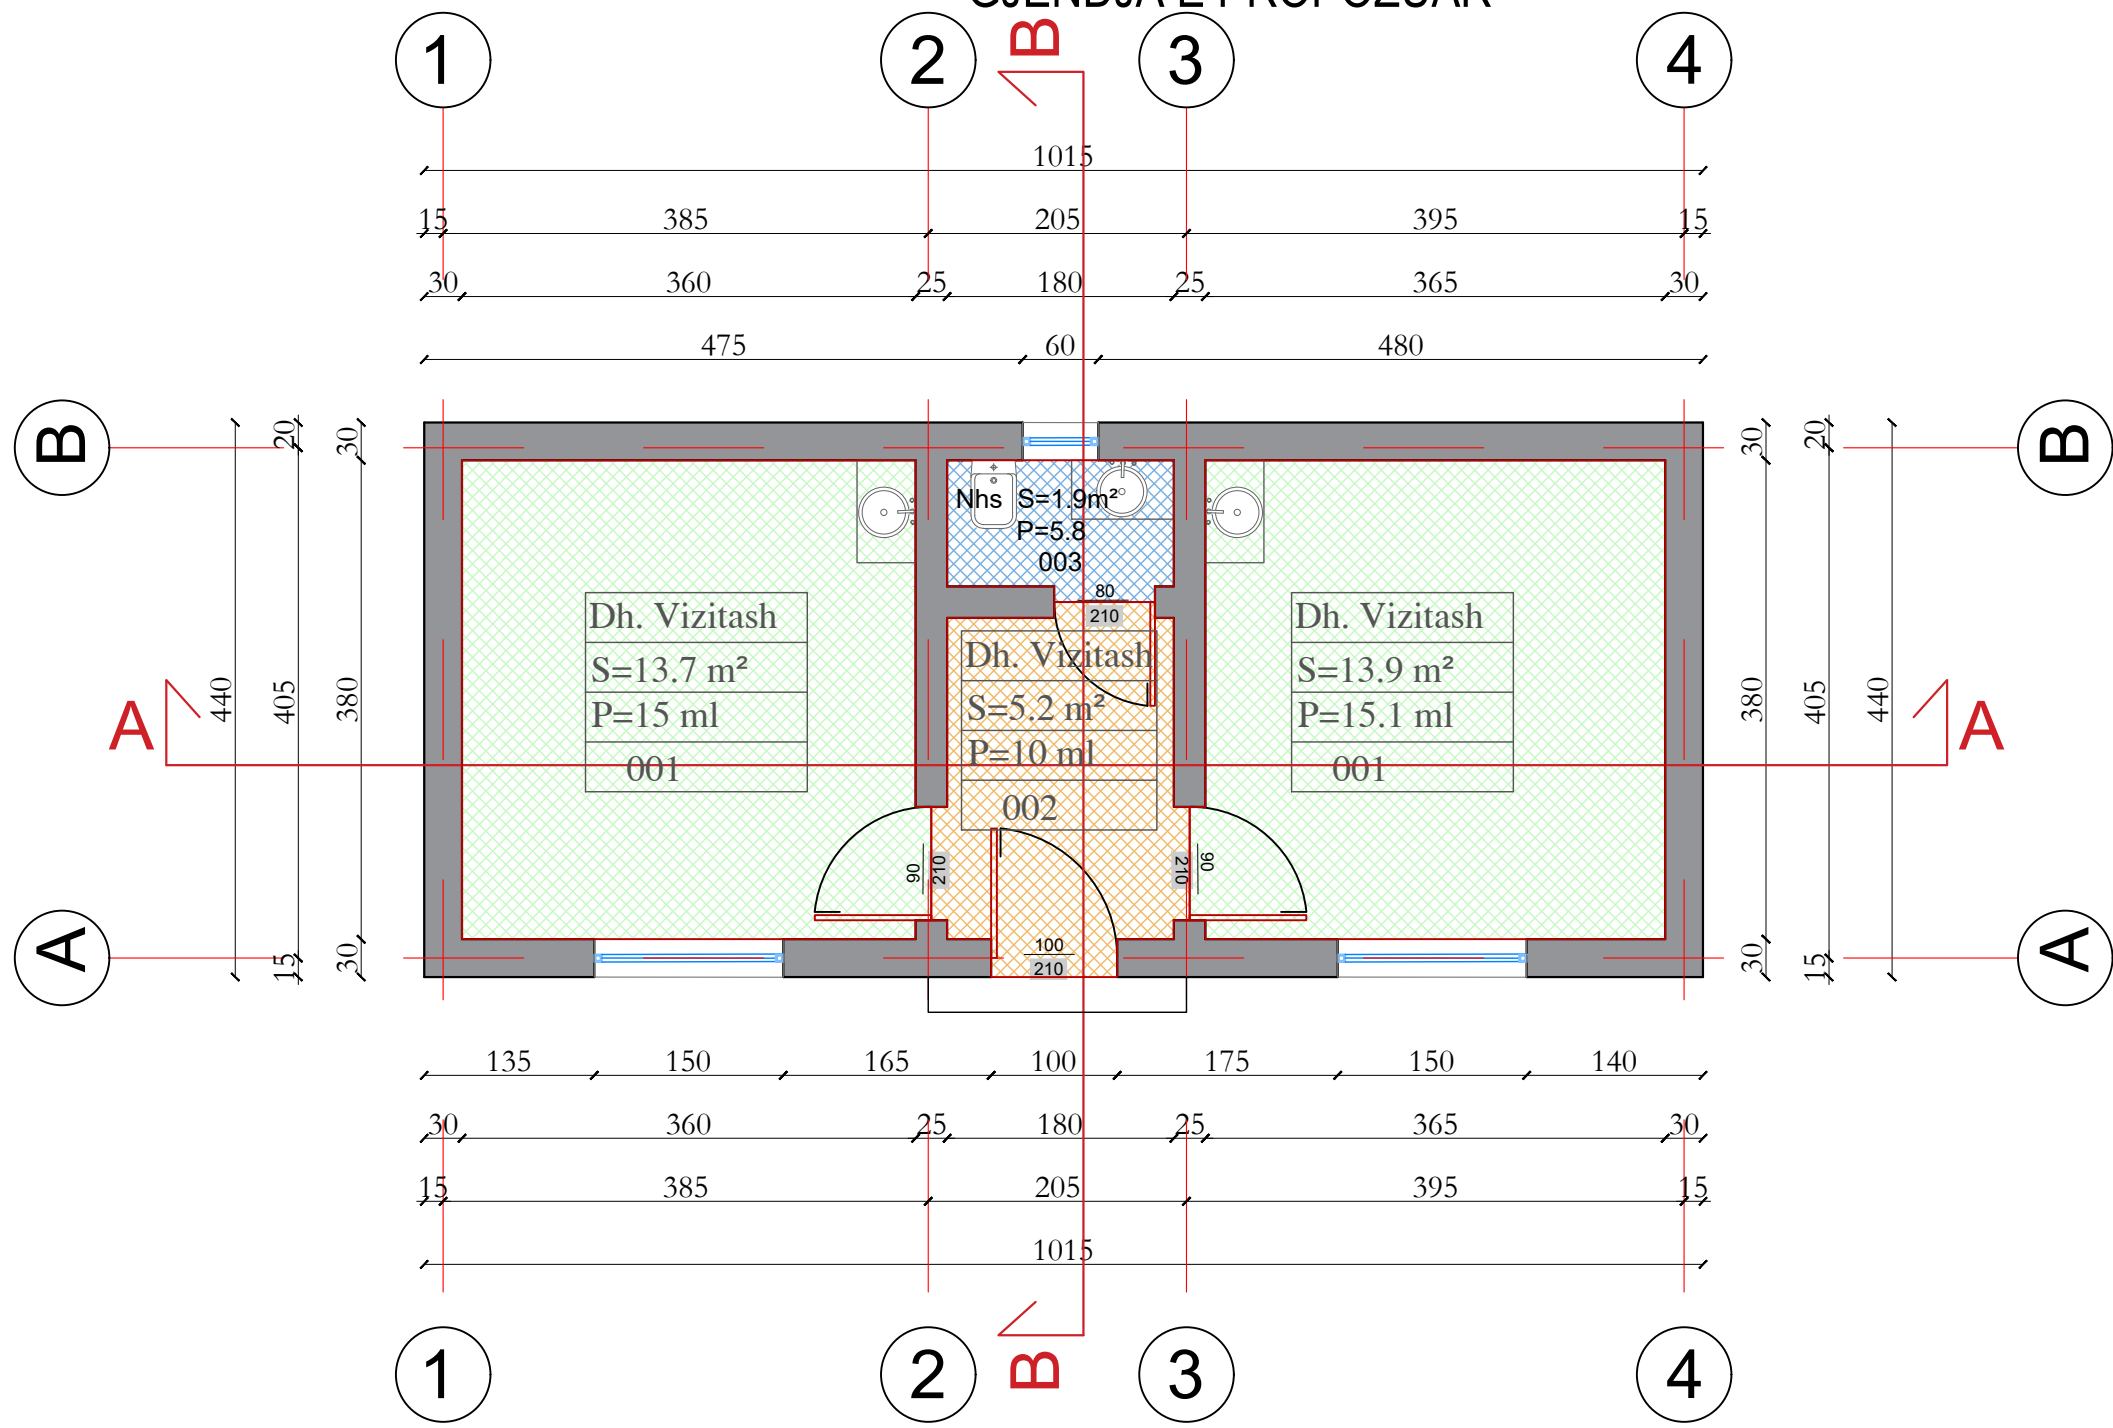 GJENDJA E PROPOZUAR
1 2 B 3 4
1015
15 385 205 395 15
30 360 25 180 25 365 30
475 60 480
B 20 30 30 20 B
Nhs S=1.9m²
P=5.8
003
80
210
Dh. Vizitash
S=13.7 m²
P=15 ml
001
Dh. Vizitash
S=5.2 m²
P=10 ml
002
Dh. Vizitash
S=13.9 m²
P=15.1 ml
001
A 440 405 380 380 405 440 A
90 210 210 90
100
210
A 15 30 30 15 A
135 150 165 100 175 150 140
30 360 25 180 25 365 30
15 385 205 395 15
1015
1 2 B 3 4